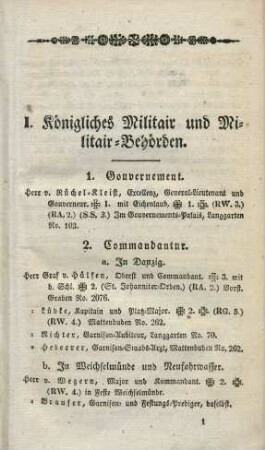 I. Königliches Militair und Mi-
litair-Behörden.
1. Gouvernement.
Herr v. Rüchel-Kleist, Excellenz, General-Lieutenant und
Gouverneur. 1. mit Eichenlaub. ✠ 1. (RW. 3.)
(RA. 2.) (S.S. 3.) Im Gouvernements-Palais, Langgarten
No. 103.
2. Commandantur.
a. In Danzig.
Herr Graf v. Hülsen, Oberst und Commandant. 3. mit
d. Schl. ✠ 2. (St. Johanniter-Orden.) (RA. 2.) Vorst.
Graben No. 2076.
= Lübke, Kapitain und Platz-Major. ✠ 2. (RG. 5.)
(RW. 4.) Mattenbuden No. 262.
= Richter, Garnison-Auditeur, Langgarten No. 70.
= Heboerer, Garnison-Staabs-Arzt, Mattenbuden No. 262.
b. In Weichselmünde und Neufahrwasser.
Herr v. Wegern, Major und Kommandant. ✠ 2.
(RW. 4.) in Feste Weichselmünde.
= Brauser, Garnison- und Festungs-Prediger, daselbst.
1